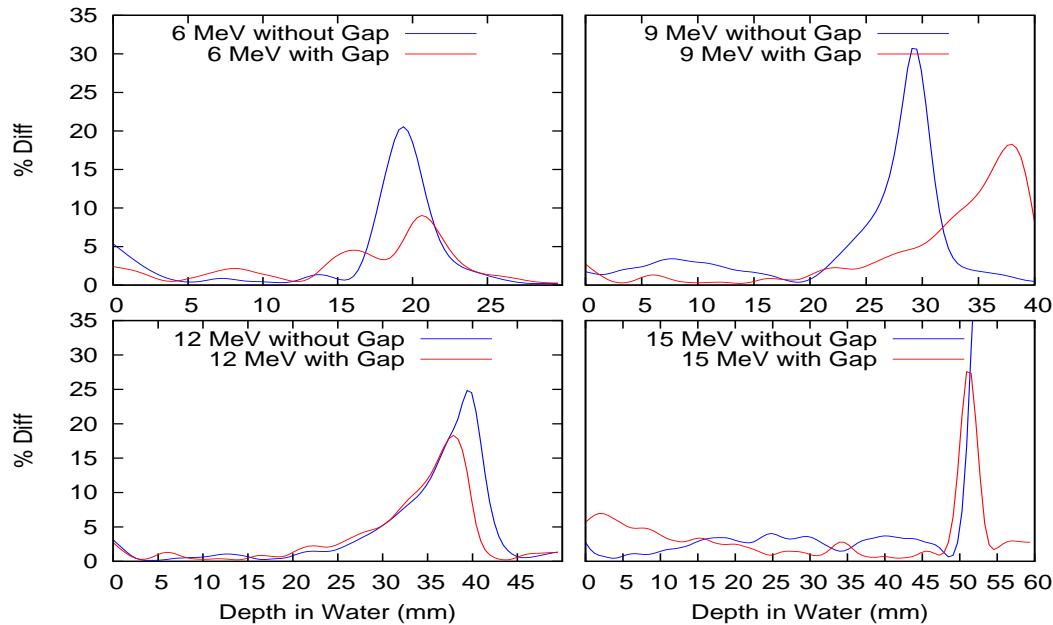 35
30
25
20
15
10
5
0
% Diff
6 MeV without Gap
6 MeV with Gap
0 5 10 15 20 25
9 MeV without Gap
9 MeV with Gap
0 5 10 15 20 25 30 35 40
35
30
25
20
15
10
5
0
% Diff
12 MeV without Gap
12 MeV with Gap
0 5 10 15 20 25 30 35 40 45
Depth in Water (mm)
15 MeV without Gap
15 MeV with Gap
0 5 10 15 20 25 30 35 40 45 50 55 60
Depth in Water (mm)